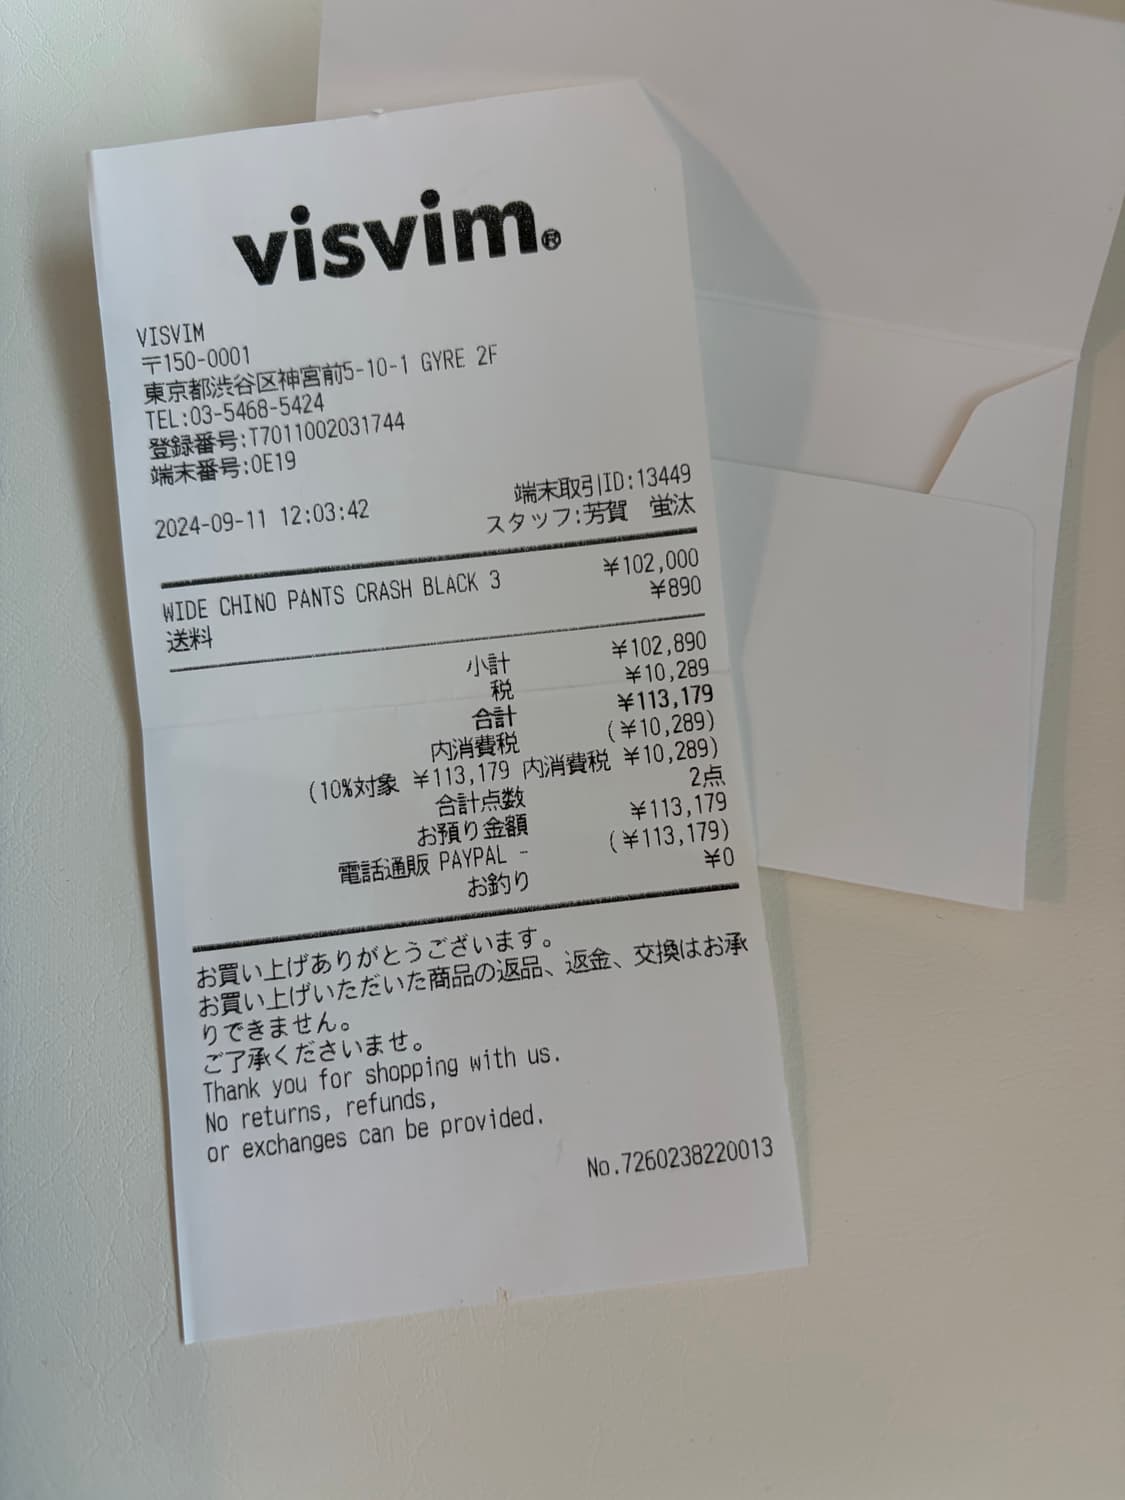 visvim®
VISVIM
〒150-0001
東京都渋谷区神宮前5-10-1 GYRE 2F
TEL:03-5468-5424
登録番号:T7011002031744
端末番号:0E19
2024-09-11 12:03:42 端末取引ID:13449
スタッフ:芳賀 蛍汰
WIDE CHINO PANTS CRASH BLACK 3 ¥102,000
送料 ¥890
小計 ¥102,890
税 ¥10,289
合計 ¥113,179
内消費税 (¥10,289)
(10%対象 ¥113,179 内消費税 ¥10,289)
合計点数 2点
お預り金額 ¥113,179
電話通販 PAYPAL - (¥113,179)
お釣り ¥0
お買い上げありがとうございます。
お買い上げいただいた商品の返品、返金、交換はお承
りできません。
ご了承くださいませ。
Thank you for shopping with us.
No returns, refunds,
or exchanges can be provided.
No.7260238220013